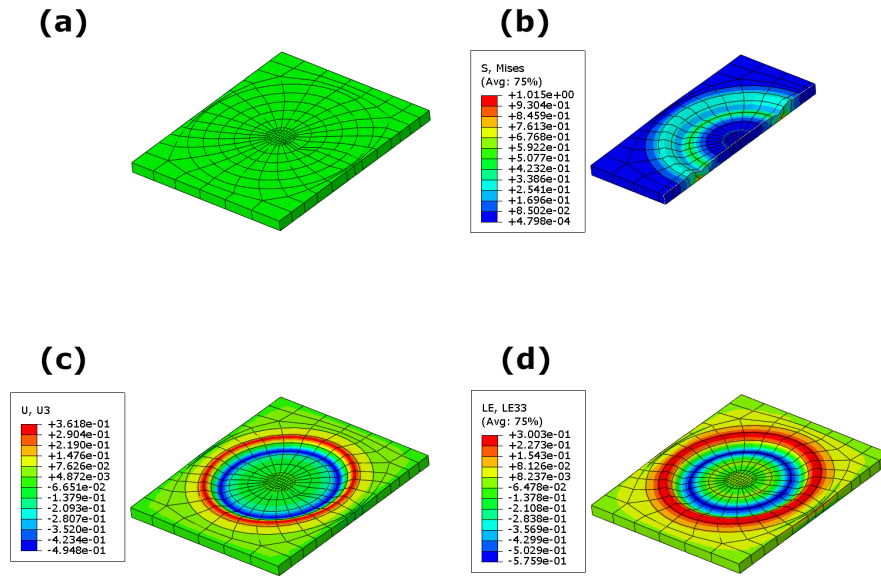 (a)
(b)
S, Mises
(Avg: 75%)
+1.015e+00
+9.304e-01
+8.459e-01
+7.613e-01
+6.768e-01
+5.922e-01
+5.077e-01
+4.232e-01
+3.386e-01
+2.541e-01
+1.696e-01
+8.502e-02
+4.798e-04
(c)
U, U3
+3.618e-01
+2.904e-01
+2.190e-01
+1.476e-01
+7.626e-02
+4.872e-03
-6.651e-02
-1.379e-01
-2.093e-01
-2.807e-01
-3.520e-01
-4.234e-01
-4.948e-01
(d)
LE, LE33
(Avg: 75%)
+3.003e-01
+2.273e-01
+1.543e-01
+8.126e-02
+8.237e-03
-6.478e-02
-1.378e-01
-2.108e-01
-2.838e-01
-3.569e-01
-4.299e-01
-5.029e-01
-5.759e-01